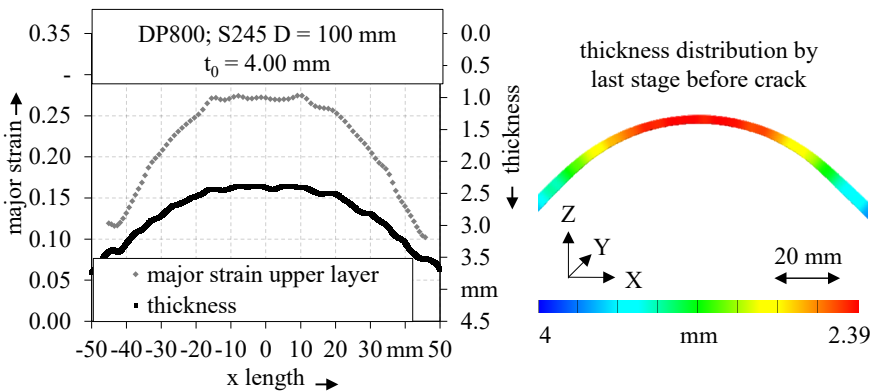 DP800; S245 D = 100 mm
t0 = 4.00 mm
0.35
-
0.25
0.20
0.15
0.10
0.05
0.00
major strain
0.0
0.5
1.0
1.5
2.0
2.5
3.0
3.5
mm
4.5
thickness
major strain upper layer
thickness
-50 -40 -30 -20 -10 0 10 20 30 mm 50
x length
thickness distribution by
last stage before crack
Z
Y
X
20 mm
4 mm 2.39